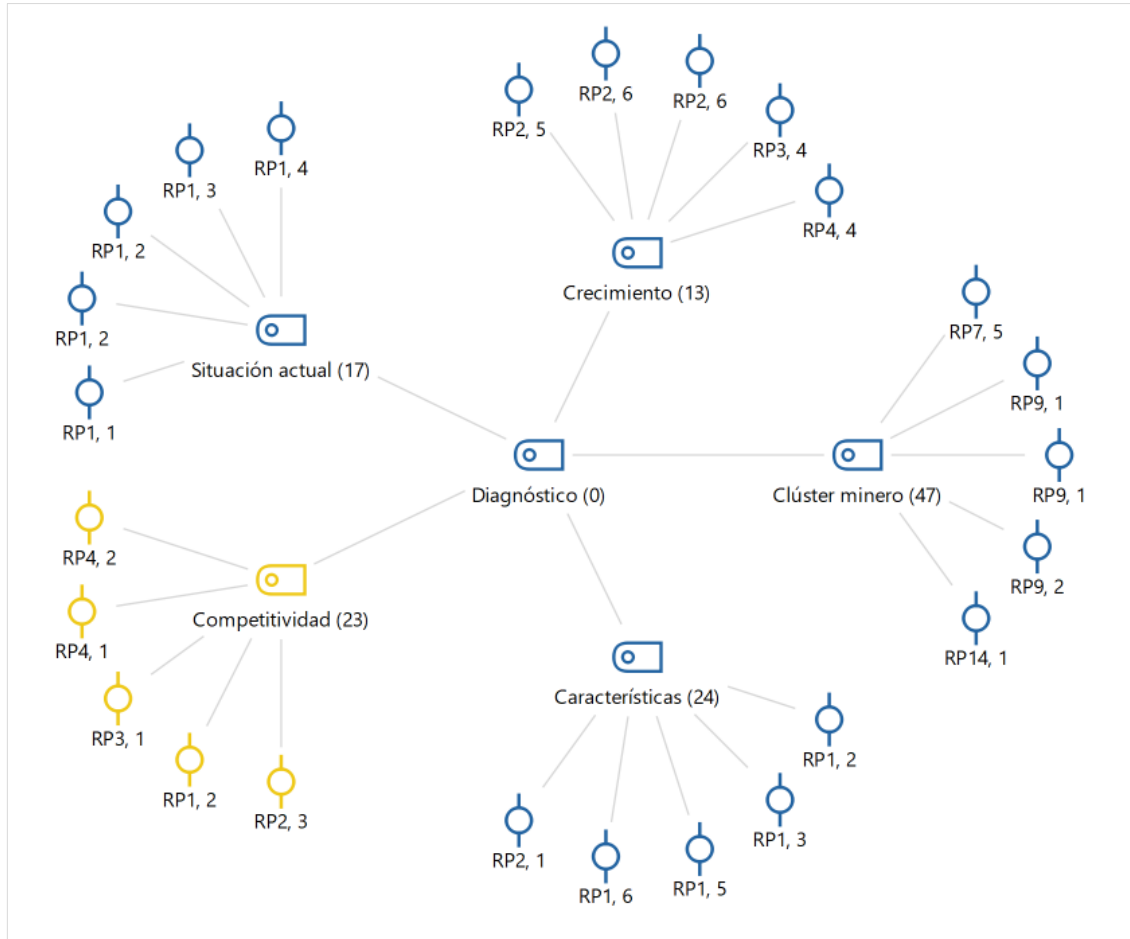 RP2, 5
RP2, 6
RP2, 6
RP3, 4
RP4, 4
Crecimiento (13)
RP1, 4
RP1, 3
RP1, 2
RP1, 2
RP1, 1
Situación actual (17)
Diagnóstico (0)
RP7, 5
RP9, 1
RP9, 1
RP9, 2
RP14, 1
Clúster minero (47)
RP4, 2
RP4, 1
RP3, 1
RP1, 2
RP2, 3
Competitividad (23)
Características (24)
RP1, 2
RP1, 3
RP1, 5
RP1, 6
RP2, 1